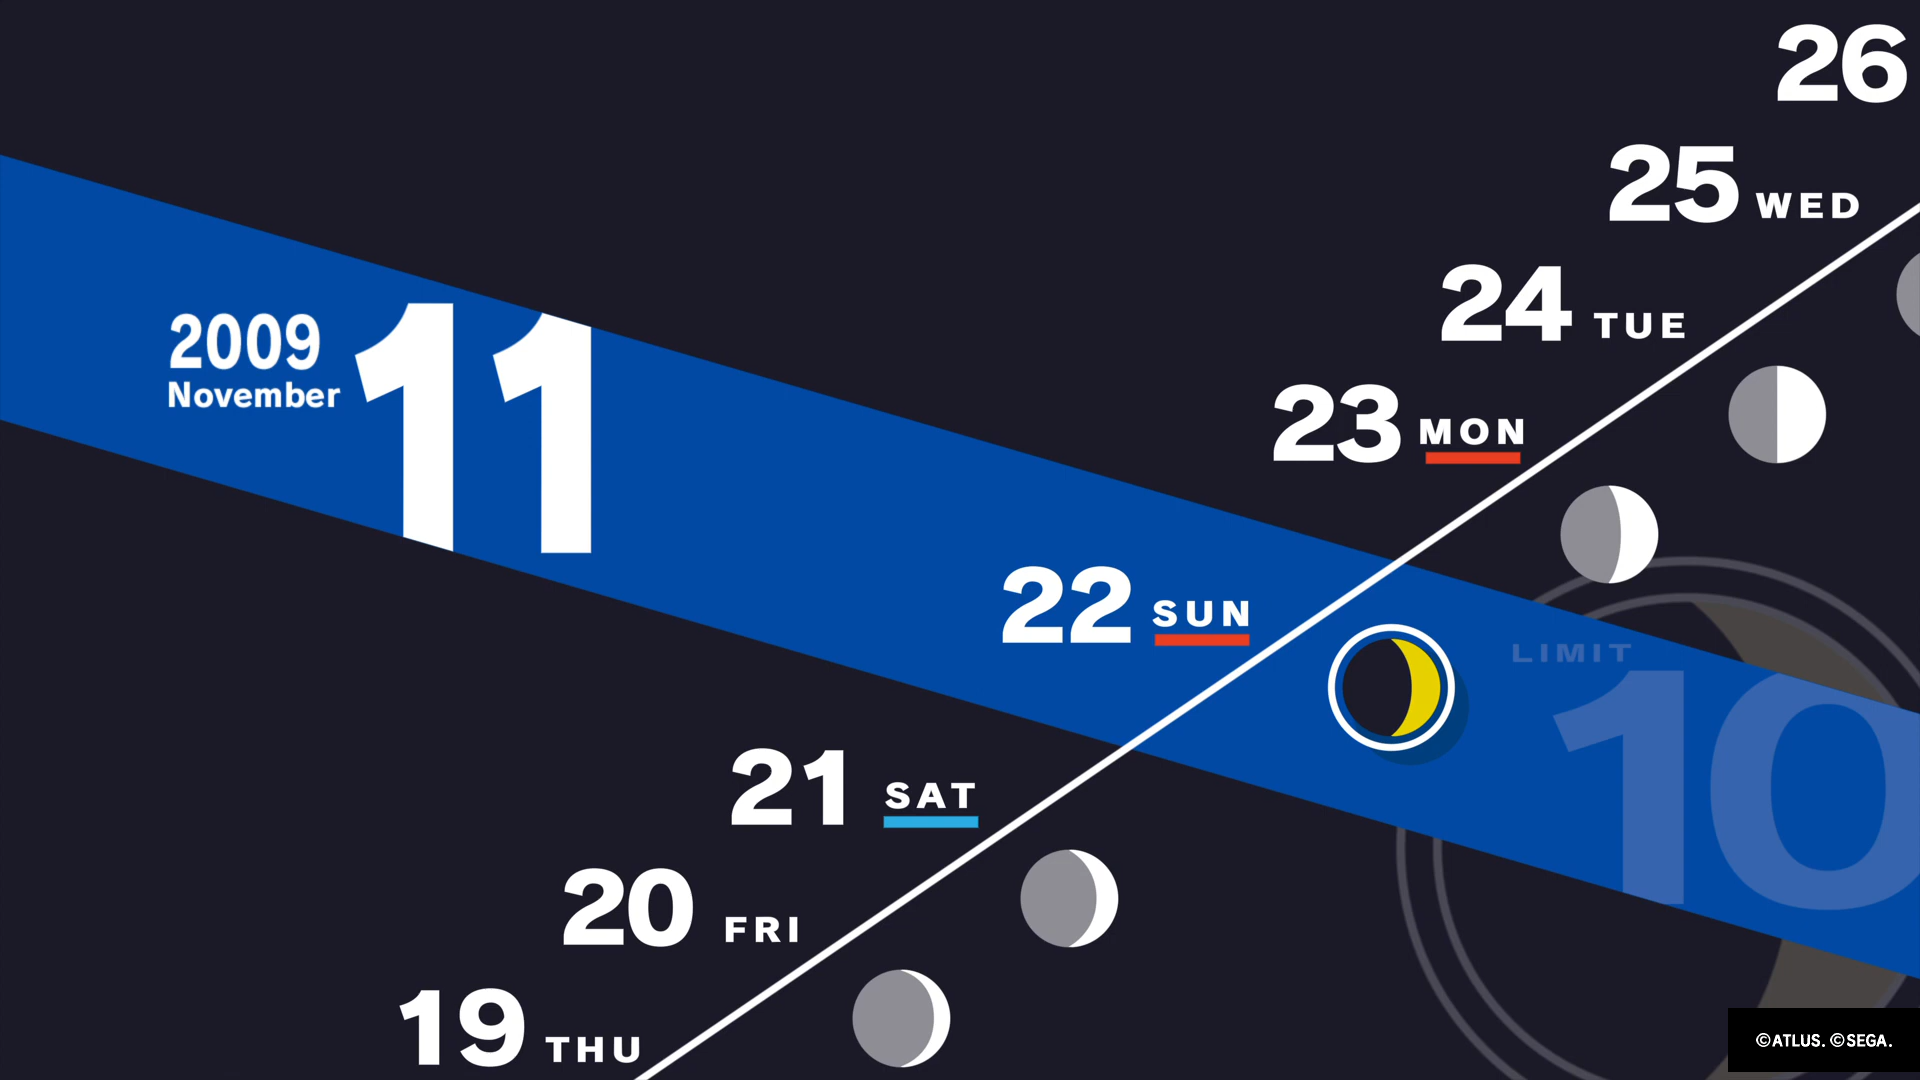 2009
November
11
26
25 WED
24 TUE
23 MON
22 SUN
21 SAT
20 FRI
19 THU
LIMIT
10
©ATLUS. ©SEGA.